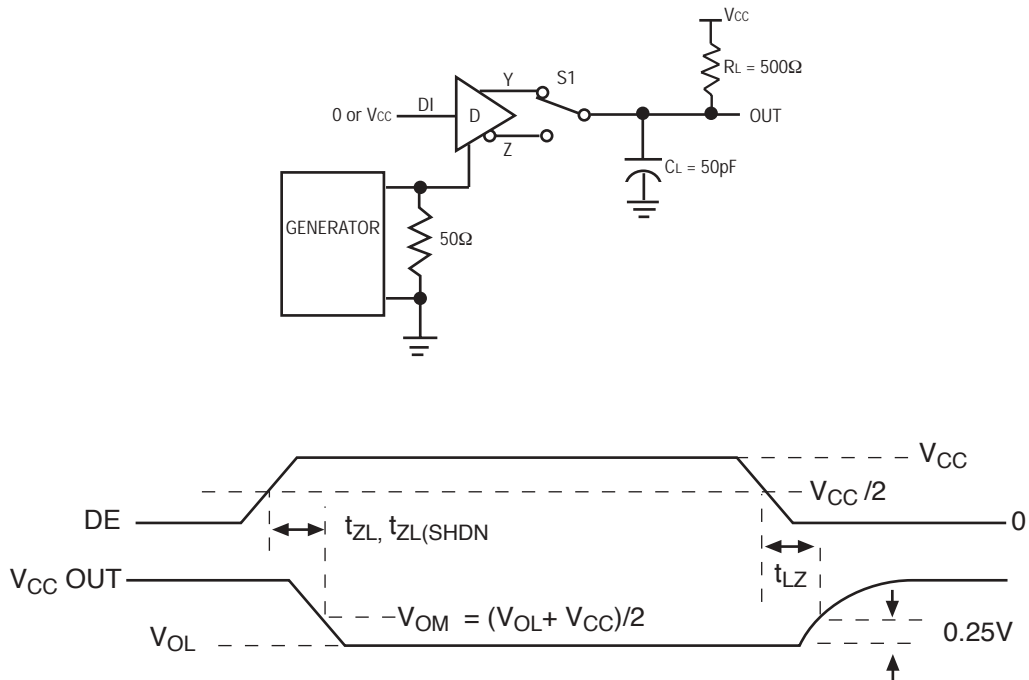 VCC
RL = 500Ω
Y
S1
0 or VCC
DI
D
OUT
Z
CL = 50pF
GENERATOR
50Ω
VCC
VCC /2
DE
tZL, tZL(SHDN
0
VCC OUT
tLZ
VOM = (VOL+ VCC)/2
0.25V
VOL